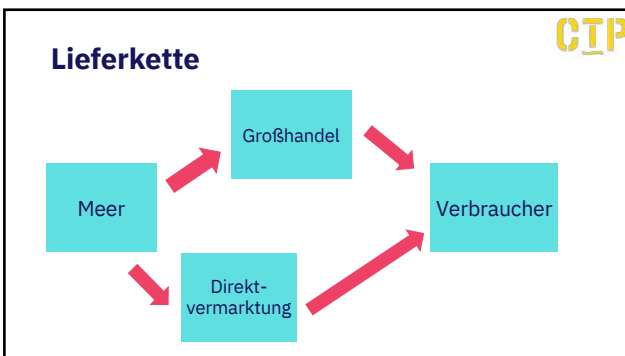 CTP
Lieferkette
Großhandel
Meer
Verbraucher
Direkt-
vermarktung